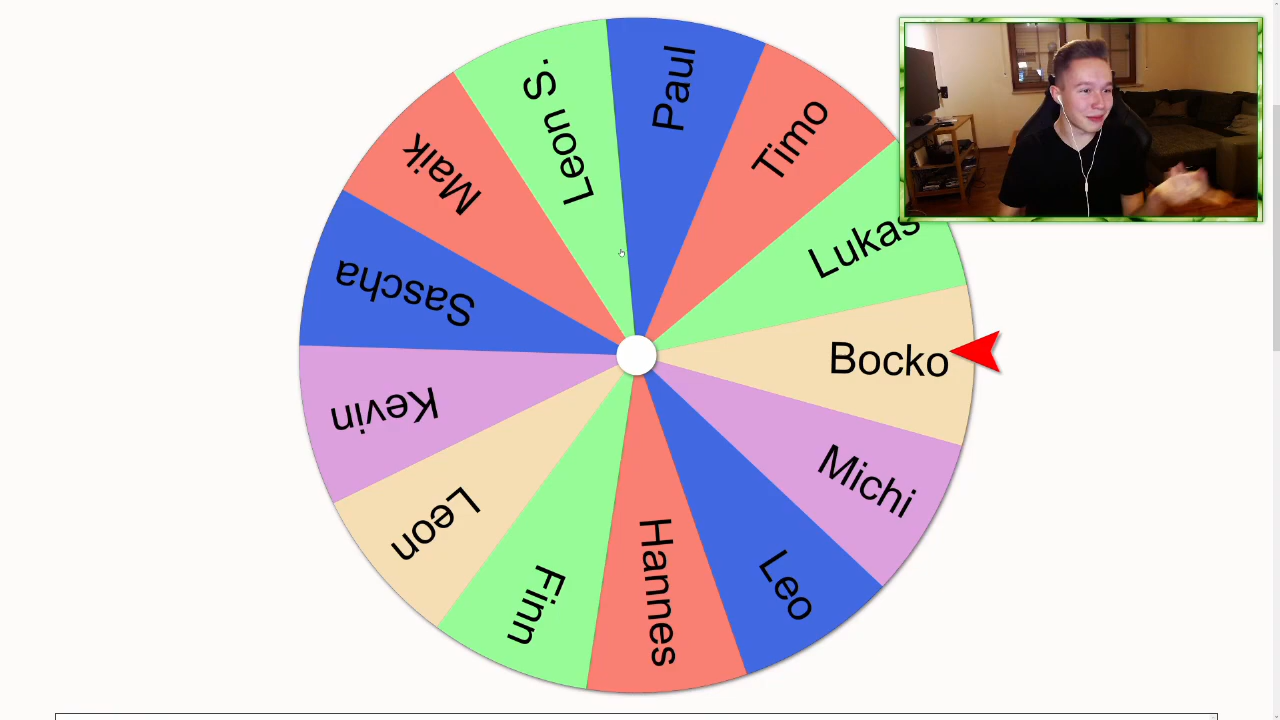 Paul
Timo
Lukas
Bocko
Michi
Leo
Hannes
Finn
Leon
Kevin
Sascha
Maik
Leon S.